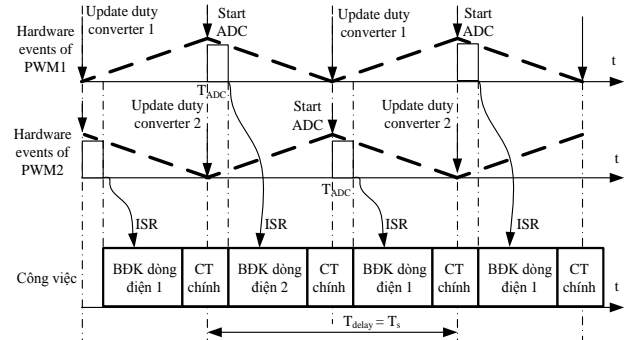 Hardware
events of
PWM1
Update duty
converter 1
Start
ADC
Update duty
converter 1
Start
ADC
t
T_ADC
Hardware
events of
PWM2
Update duty
converter 2
Start
ADC
Update duty
converter 2
t
T_ADC
ISR
ISR
ISR
ISR
Công việc
BĐK dòng
điện 1
CT
chính
BĐK dòng
điện 2
CT
chính
BĐK dòng
điện 1
CT
chính
BĐK dòng
điện 1
CT
chính
t
T_delay = T_s